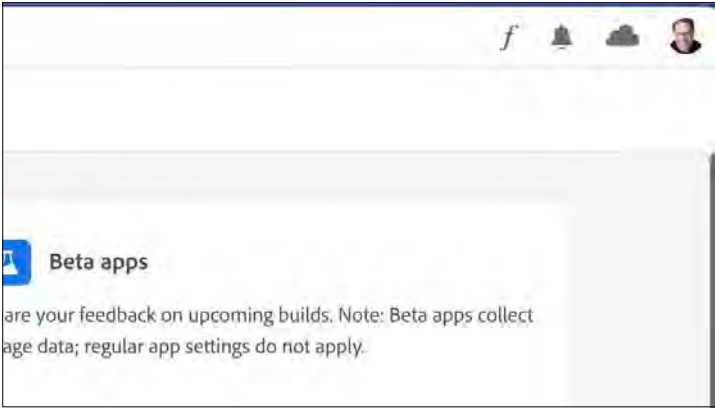 f
Beta apps
are your feedback on upcoming builds. Note: Beta apps collect
age data; regular app settings do not apply.